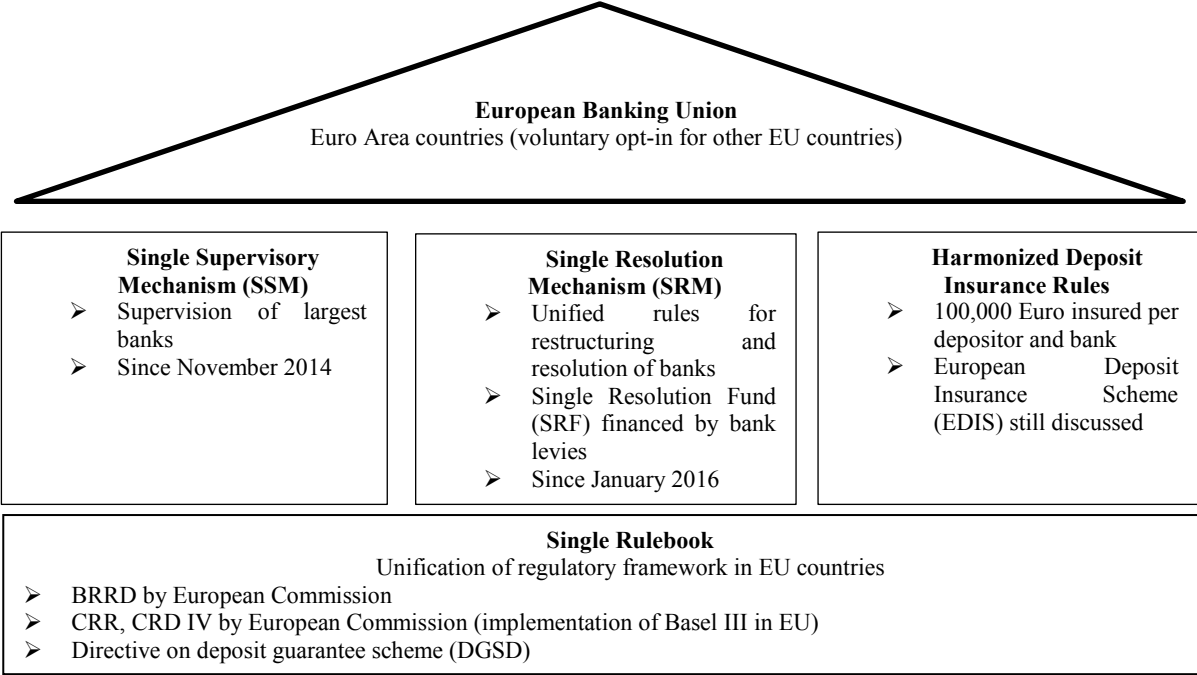 European Banking Union
Euro Area countries (voluntary opt-in for other EU countries)
Single Supervisory
Mechanism (SSM)
➢ Supervision of largest
banks
➢ Since November 2014
Single Resolution
Mechanism (SRM)
➢ Unified rules for
restructuring and
resolution of banks
➢ Single Resolution Fund
(SRF) financed by bank
levies
➢ Since January 2016
Harmonized Deposit
Insurance Rules
➢ 100,000 Euro insured per
depositor and bank
➢ European Deposit
Insurance Scheme
(EDIS) still discussed
Single Rulebook
Unification of regulatory framework in EU countries
➢ BRRD by European Commission
➢ CRR, CRD IV by European Commission (implementation of Basel III in EU)
➢ Directive on deposit guarantee scheme (DGSD)